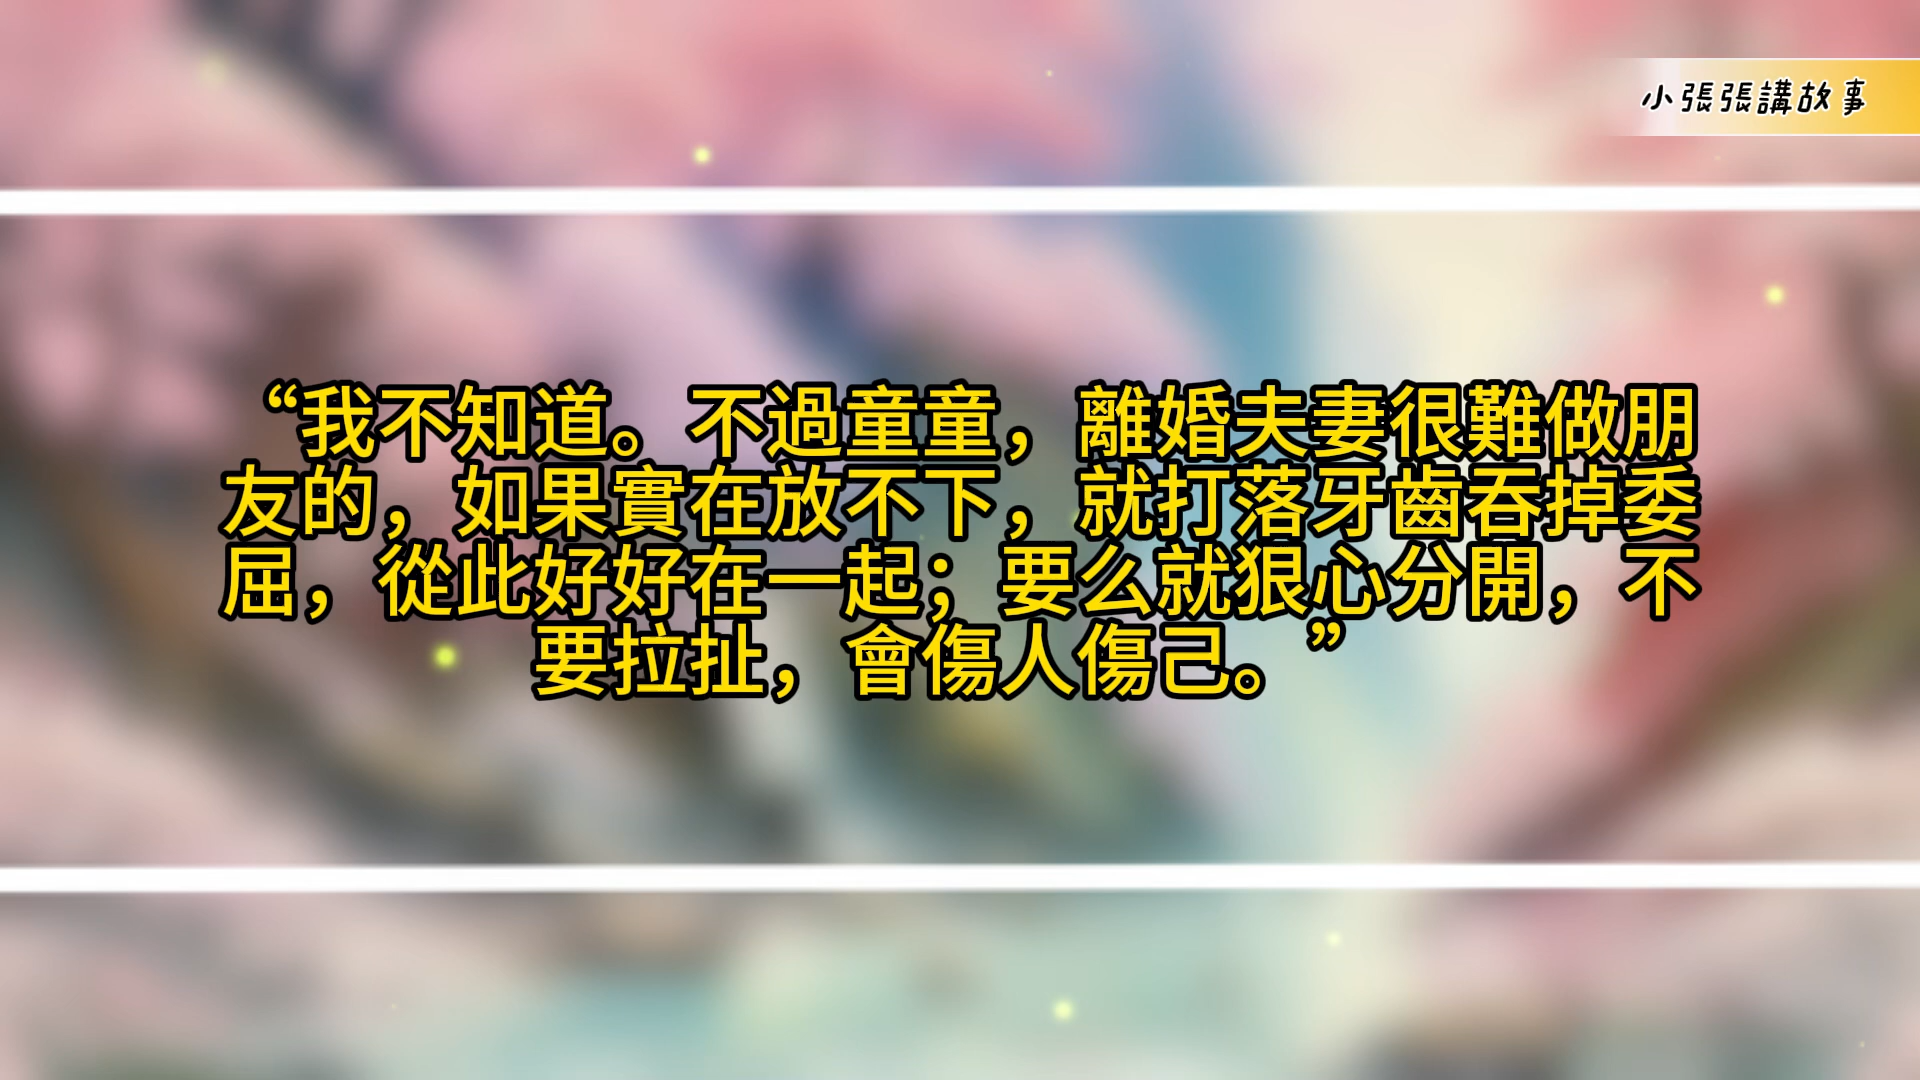 小張張講故事
“我不知道。不過童童，離婚夫妻很難做朋
友的，如果實在放不下，就打落牙齒吞掉委
屈，從此好好在一起；要么就狠心分開，不
要拉扯，會傷人傷己。”